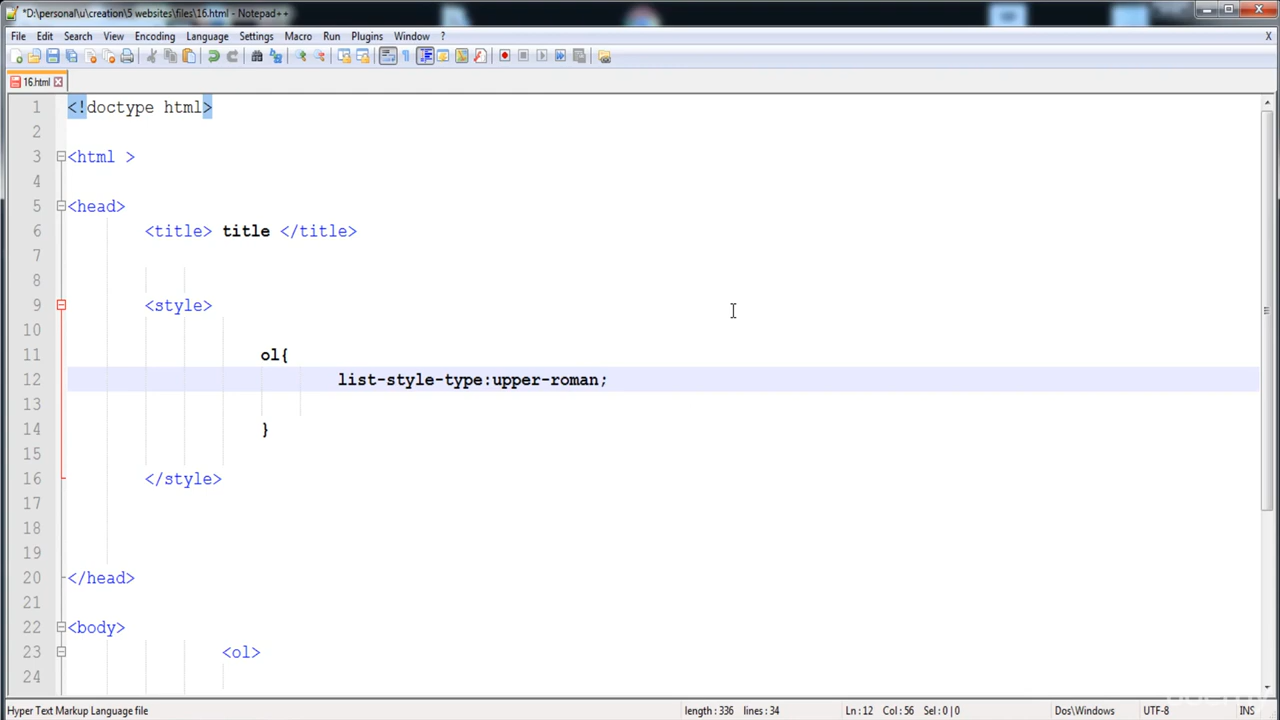 *D:\personal\u\creation\5 websites\files\16.html - Notepad++
File Edit Search View Encoding Language Settings Macro Run Plugins Window ? X
16.html
1 <!doctype html>
2
3 <html >
4
5 <head>
6 <title> title </title>
7
8
9 <style>
10
11 ol{
12 list-style-type:upper-roman;
13
14 }
15
16 </style>
17
18
19
20 </head>
21
22 <body>
23 <ol>
24
Hyper Text Markup Language file length : 336 lines : 34 Ln : 12 Col : 56 Sel : 0 | 0 Dos\Windows UTF-8 INS